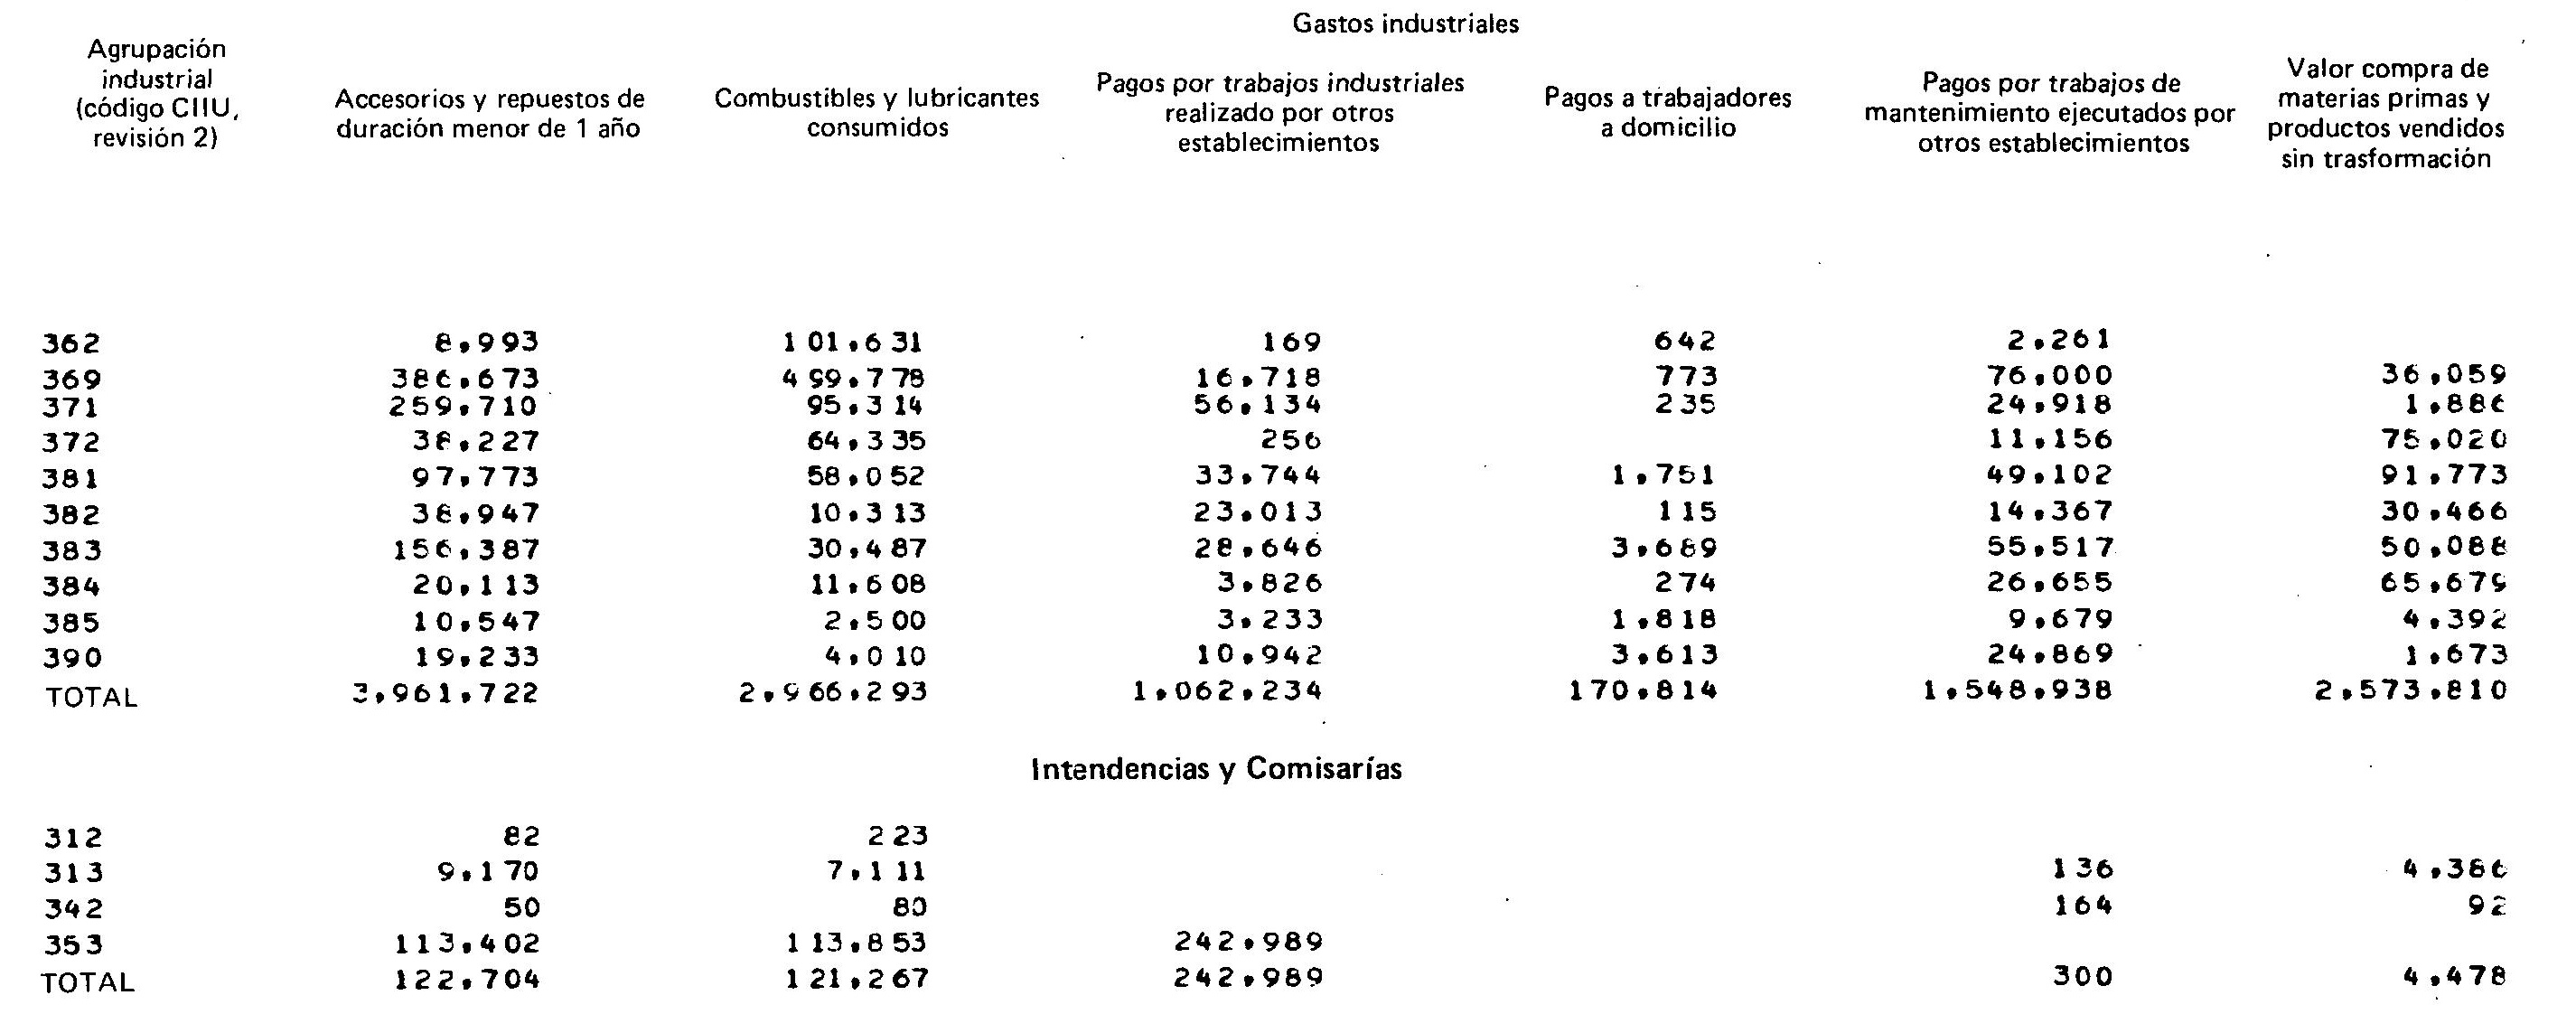 Gastos industriales
Agrupación industrial (código CIIU, revisión 2)
Accesorios y repuestos de duración menor de 1 año
Combustibles y lubricantes consumidos
Pagos por trabajos industriales realizado por otros establecimientos
Pagos a trabajadores a domicilio
Pagos por trabajos de mantenimiento ejecutados por otros establecimientos
Valor compra de materias primas y productos vendidos sin trasformación
362 8,993 101,631 169 642 2,261
369 386,673 499,778 16,718 773 76,000 36,059
371 259,710 95,314 56,134 235 24,918 1,886
372 38,227 64,335 256 11,156 75,020
381 97,773 58,052 33,744 1,751 49,102 91,773
382 38,947 10,313 23,013 115 14,367 30,466
383 156,387 30,487 28,646 3,689 55,517 50,088
384 20,113 11,608 3,826 274 26,655 65,679
385 10,547 2,500 3,233 1,818 9,679 4,392
390 19,233 4,010 10,942 3,613 24,869 1,673
TOTAL 3,961,722 2,966,293 1,062,234 170,814 1,548,938 2,573,810
Intendencias y Comisarías
312 82 223
313 9,170 7,111 136 4,386
342 50 80 164 92
353 113,402 113,853 242,989
TOTAL 122,704 121,267 242,989 300 4,478